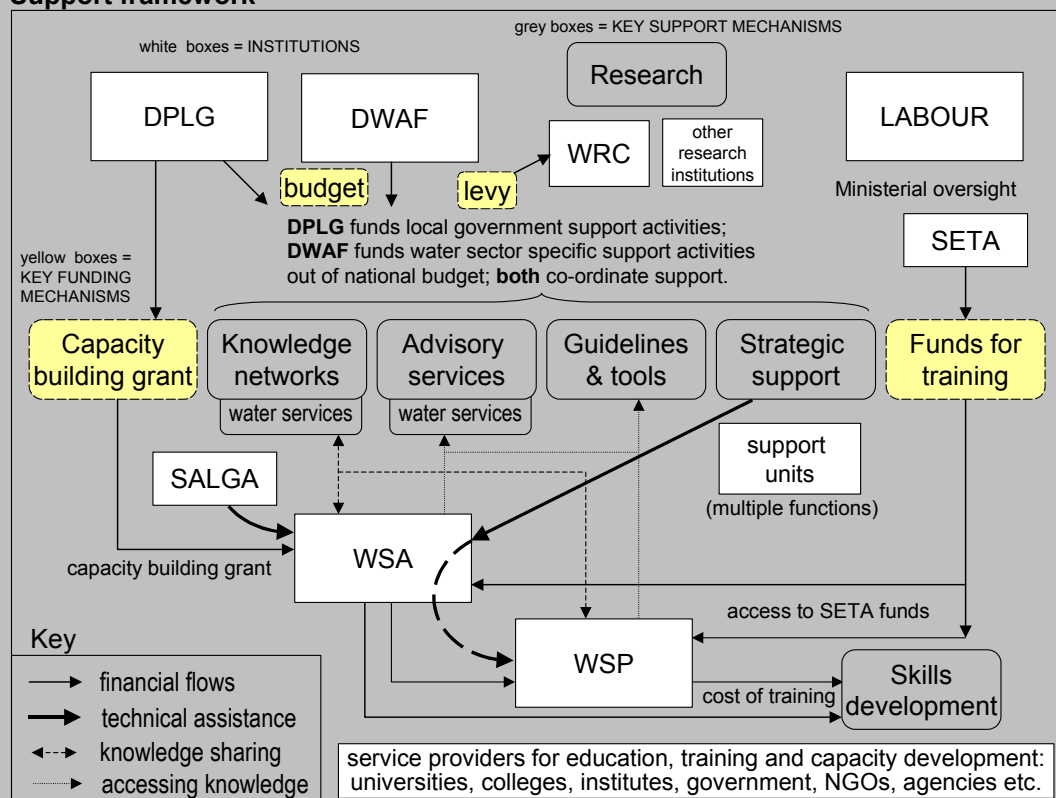 Support framework
white boxes = INSTITUTIONS
grey boxes = KEY SUPPORT MECHANISMS
Research
DPLG
DWAF
WRC
other
research
institutions
LABOUR
budget
levy
Ministerial oversight
DPLG funds local government support activities;
DWAF funds water sector specific support activities
out of national budget; both co-ordinate support.
SETA
yellow boxes =
KEY FUNDING
MECHANISMS
Capacity
building grant
Knowledge
networks
water services
Advisory
services
water services
Guidelines
& tools
Strategic
support
Funds for
training
SALGA
support
units
(multiple functions)
WSA
capacity building grant
access to SETA funds
WSP
cost of training
Skills
development
Key
financial flows
technical assistance
knowledge sharing
accessing knowledge
service providers for education, training and capacity development:
universities, colleges, institutes, government, NGOs, agencies etc.